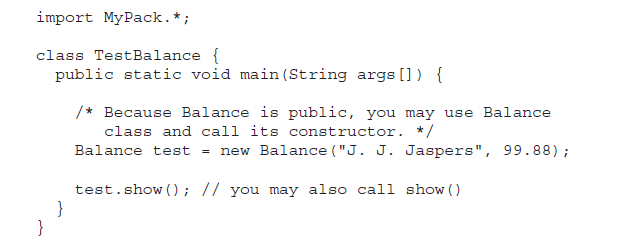 import MyPack.*;
class TestBalance {
public static void main(String args[]) {
/* Because Balance is public, you may use Balance
class and call its constructor. */
Balance test = new Balance("J. J. Jaspers", 99.88);
test.show(); // you may also call show()
}
}